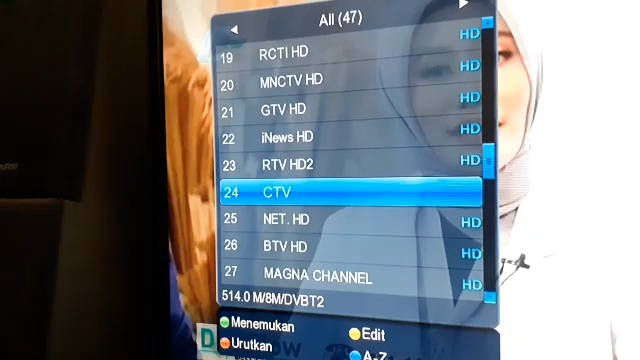 All (47)
HD
19 RCTI HD HD
20 MNCTV HD HD
21 GTV HD HD
22 iNews HD HD
23 RTV HD2
24 CTV
25 NET. HD HD
26 BTV HD HD
27 MAGNA CHANNEL HD
514.0 M/8M/DVBT2
Menemukan Edit
Urutkan A-Z